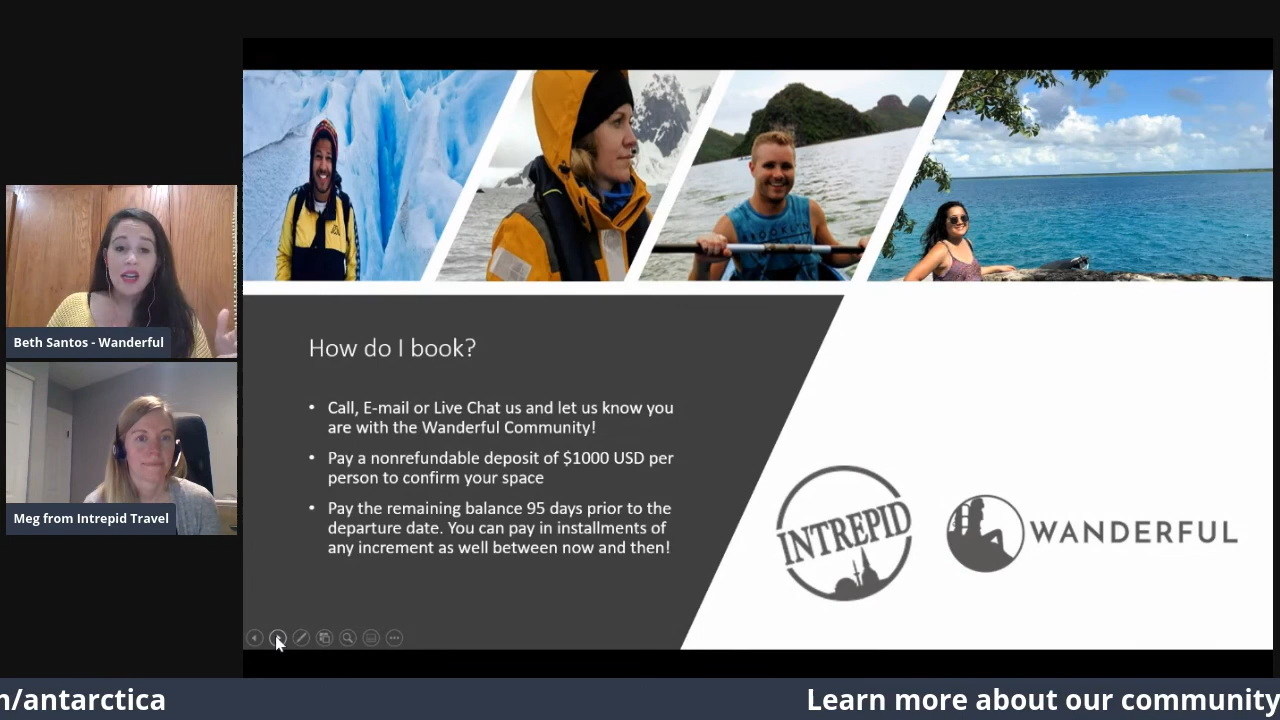 Beth Santos - Wanderful
Meg from Intrepid Travel
BROOKLYN
How do I book?
• Call, E-mail or Live Chat us and let us know you
are with the Wanderful Community!
• Pay a nonrefundable deposit of $1000 USD per
person to confirm your space
• Pay the remaining balance 95 days prior to the
departure date. You can pay in installments of
any increment as well between now and then!
INTREPID
WANDERFUL
n/antarctica
Learn more about our community